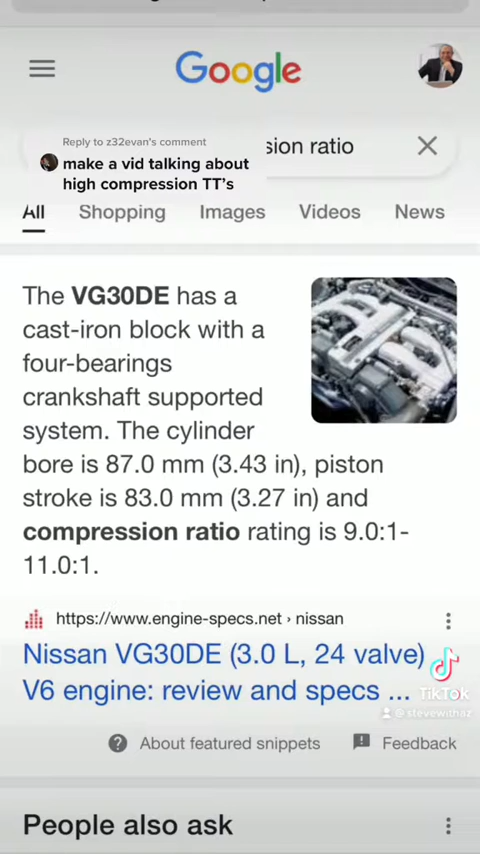 Google
Reply to z32evan's comment
make a vid talking about
high compression TT's
sion ratio
All Shopping Images Videos News
The VG30DE has a
cast-iron block with a
four-bearings
crankshaft supported
system. The cylinder
bore is 87.0 mm (3.43 in), piston
stroke is 83.0 mm (3.27 in) and
compression ratio rating is 9.0:1-
11.0:1.
https://www.engine-specs.net › nissan
Nissan VG30DE (3.0 L, 24 valve)
V6 engine: review and specs ...
TikTok
@stevewithaz
About featured snippets Feedback
People also ask